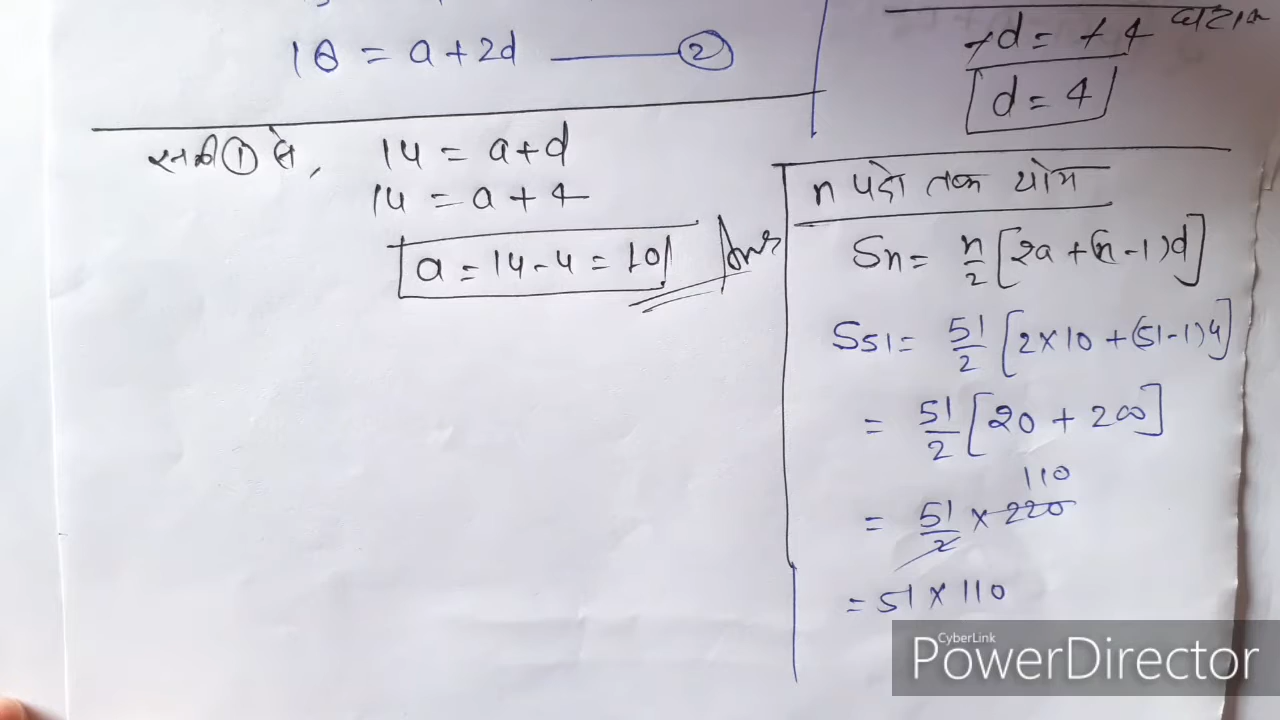 18 = a + 2d ——— ②
+d = +4 घटाने
d = 4
समी ① से, 14 = a + d
14 = a + 4
a = 14 - 4 = 10 Ans
n पदो तक योग
Sn = n/2 [2a + (n-1)d]
S51 = 51/2 [2×10 + (51-1)4]
= 51/2 [20 + 200]
110
= 51/2 × 220
= 51 × 110
CyberLink
PowerDirector